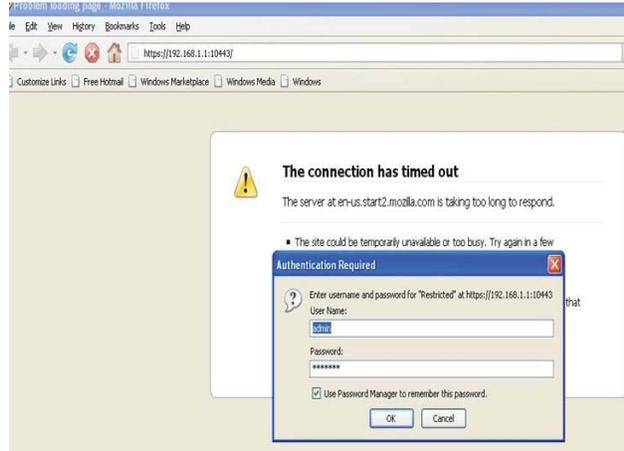 Problem loading page - Mozilla Firefox
le Edit View History Bookmarks Tools Help
https://192.168.1.1:10443/
Customize Links Free Hotmail Windows Marketplace Windows Media Windows
The connection has timed out
The server at en-us.start2.mozilla.com is taking too long to respond.
The site could be temporarily unavailable or too busy. Try again in a few
Authentication Required
Enter username and password for "Restricted" at https://192.168.1.1:10443
that
User Name:
admin
Password:
*******
Use Password Manager to remember this password.
OK Cancel